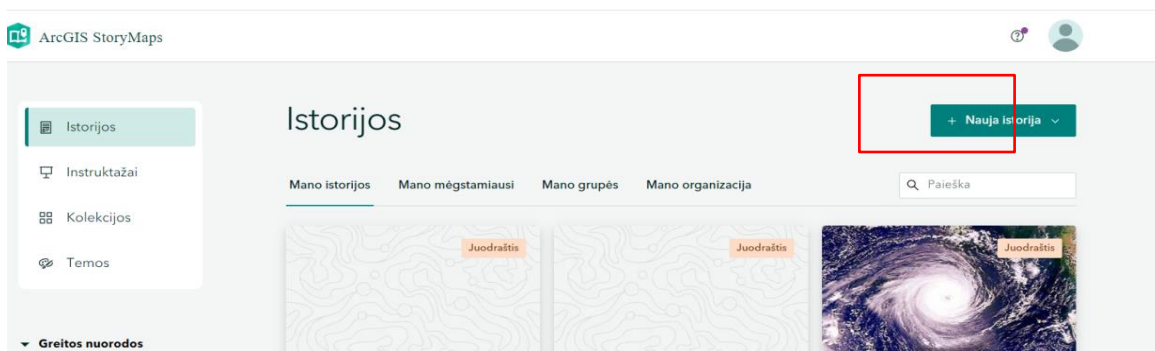 ArcGIS StoryMaps
Istorijos
Instruktažai
Kolekcijos
Temos
Greitos nuorodos
Istorijos
+ Nauja istorija
Mano istorijos Mano mėgstamiausi Mano grupės Mano organizacija
Paieška
Juodraštis Juodraštis Juodraštis